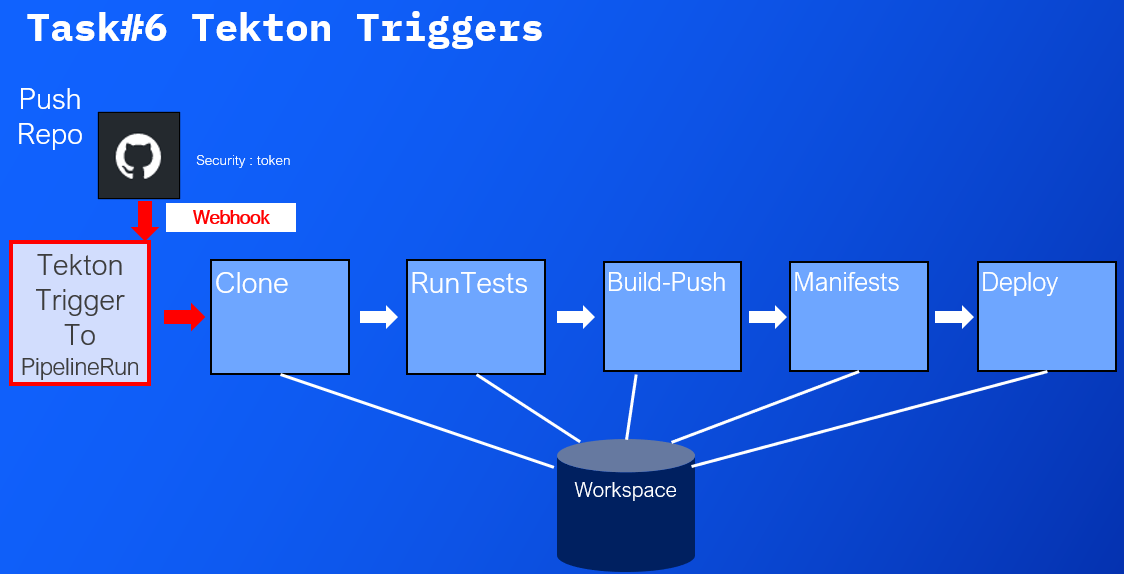 Task#6 Tekton Triggers
Push
Repo
Security : token
Webhook
Tekton
Trigger
To
PipelineRun
Clone
RunTests
Build-Push
Manifests
Deploy
Workspace